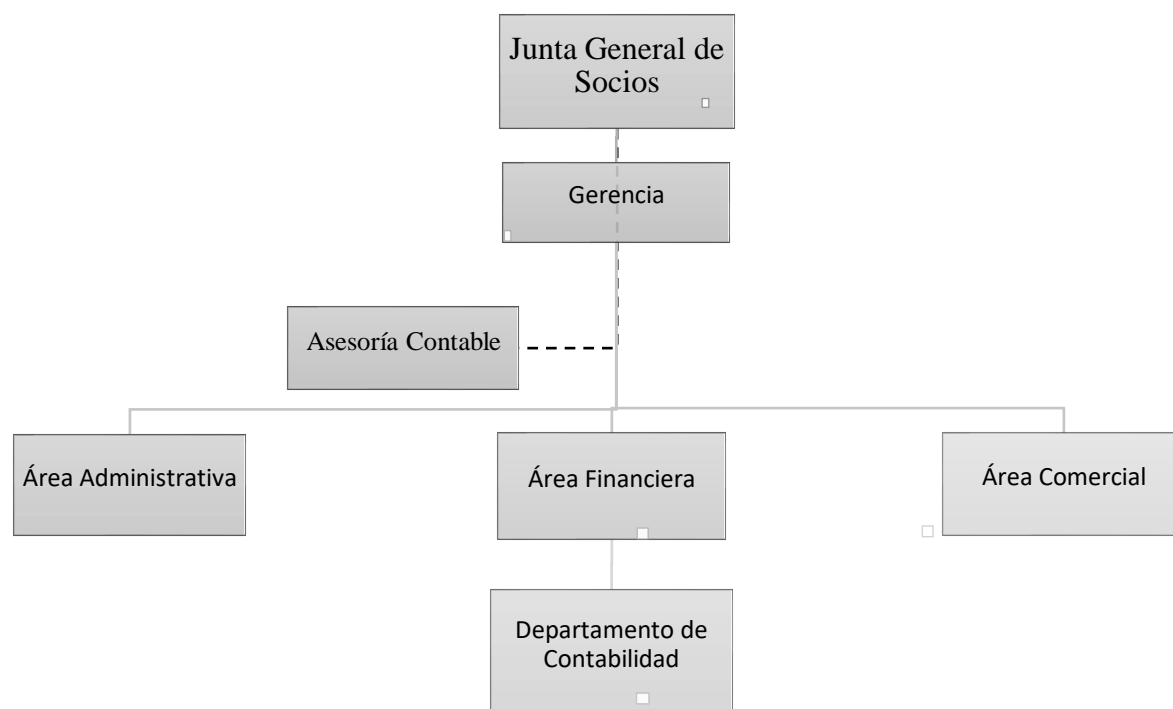 Junta General de
Socios
Gerencia
Asesoría Contable
Área Administrativa
Área Financiera
Área Comercial
Departamento de
Contabilidad